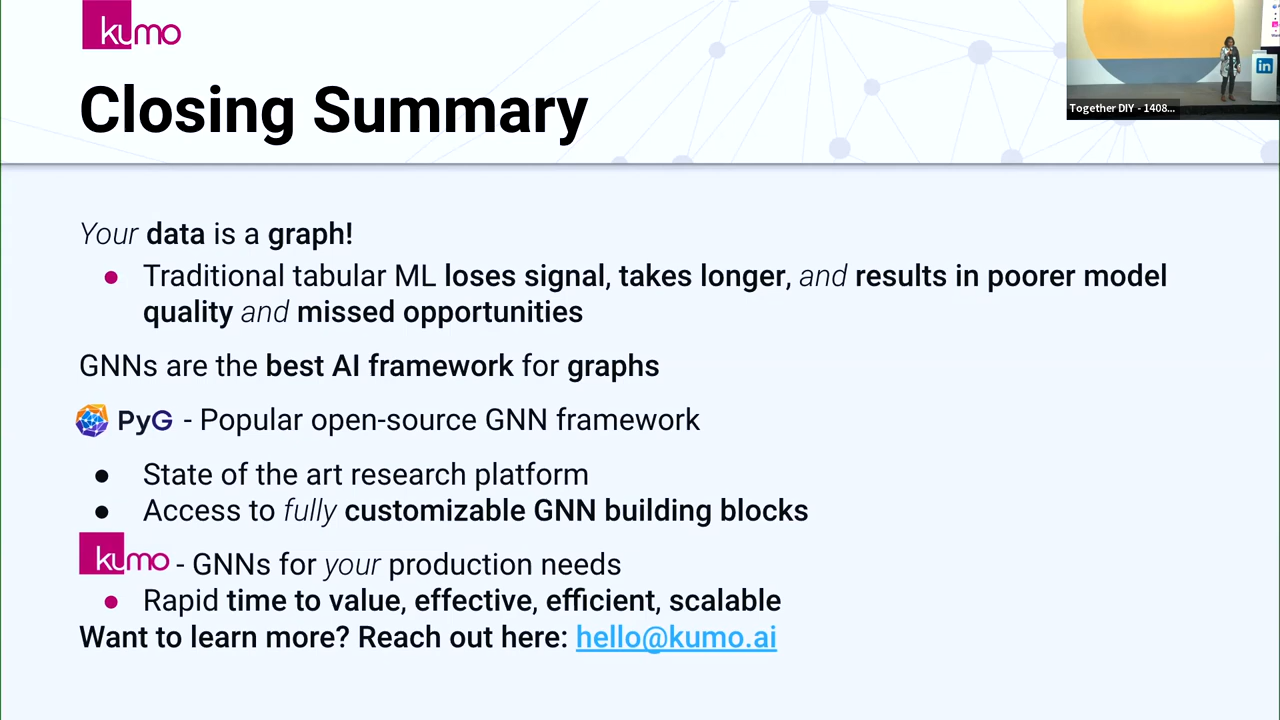 kumo
Closing Summary
Together DIY - 1408...
in
Your data is a graph!
● Traditional tabular ML loses signal, takes longer, and results in poorer model
quality and missed opportunities
GNNs are the best AI framework for graphs
PyG - Popular open-source GNN framework
● State of the art research platform
● Access to fully customizable GNN building blocks
kumo - GNNs for your production needs
● Rapid time to value, effective, efficient, scalable
Want to learn more? Reach out here: hello@kumo.ai